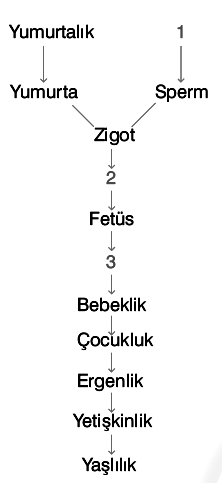 Yumurtalık 1
Yumurta Sperm
Zigot
2
Fetüs
3
Bebeklik
Çocukluk
Ergenlik
Yetişkinlik
Yaşlılık